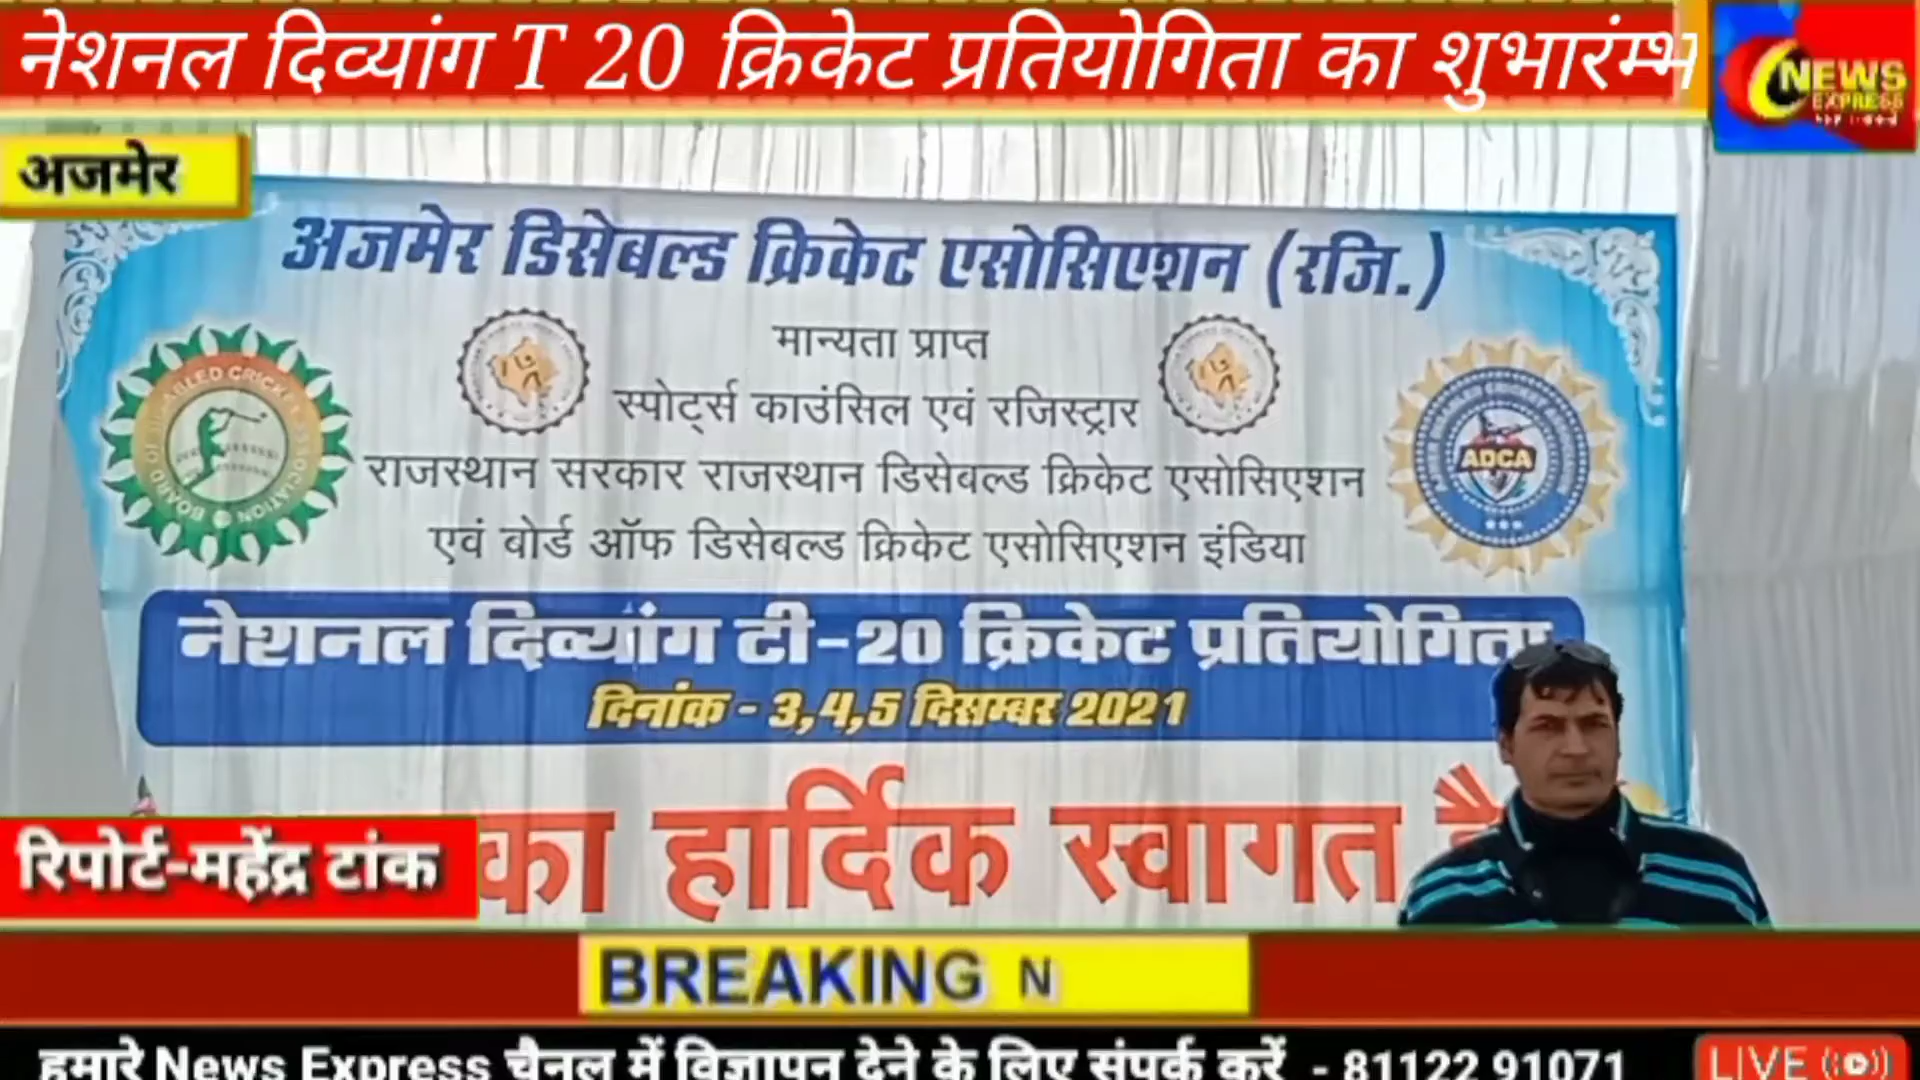 नेशनल दिव्यांग T 20 क्रिकेट प्रतियोगिता का शुभारंम्भ
NEWS
EXPRESS
अजमेर
अजमेर डिसेबल्ड क्रिकेट एसोसिएशन (रजि.)
मान्यता प्राप्त
स्पोर्ट्स काउंसिल एवं रजिस्ट्रार
राजस्थान सरकार राजस्थान डिसेबल्ड क्रिकेट एसोसिएशन
एवं बोर्ड ऑफ डिसेबल्ड क्रिकेट एसोसिएशन इंडिया
ADCA
नेशनल दिव्यांग टी-20 क्रिकेट प्रतियोगिता
दिनांक - 3,4,5 दिसम्बर 2021
का हार्दिक स्वागत है
रिपोर्ट-महेंद्र टांक
BREAKING N
हमारे News Express चैनल में विज्ञापन देने के लिए संपर्क करें - 81122 91071
LIVE